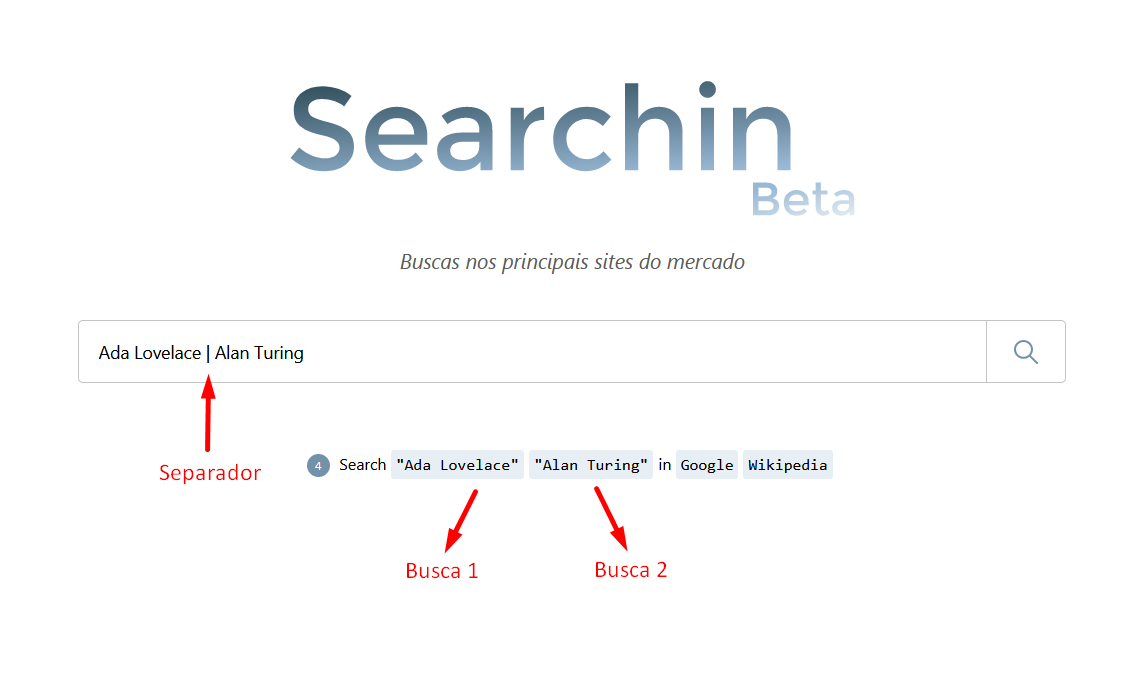 Searchin
Beta
Buscas nos principais sites do mercado
Ada Lovelace | Alan Turing
Separador
4 Search "Ada Lovelace" "Alan Turing" in Google Wikipedia
Busca 1
Busca 2